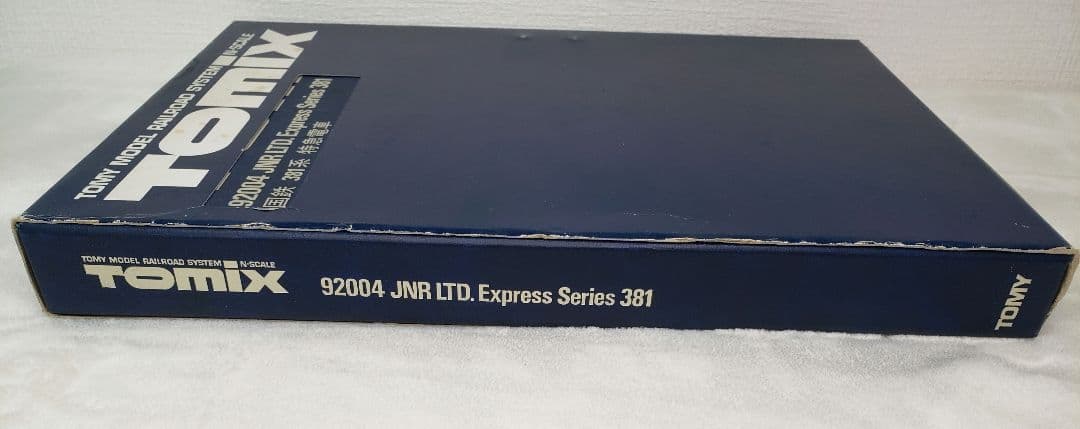 TOMY MODEL RAILROAD SYSTEM N-SCALE
TOMIX
92004 JNR LTD. Express Series 381
国鉄 381系 特急電車
TOMY MODEL RAILROAD SYSTEM N-SCALE
TOMIX
92004 JNR LTD. Express Series 381
TOMY